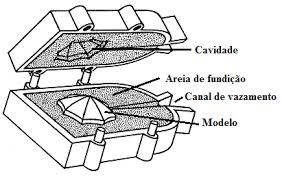 Cavidade
Areia de fundição
Canal de vazamento
Modelo